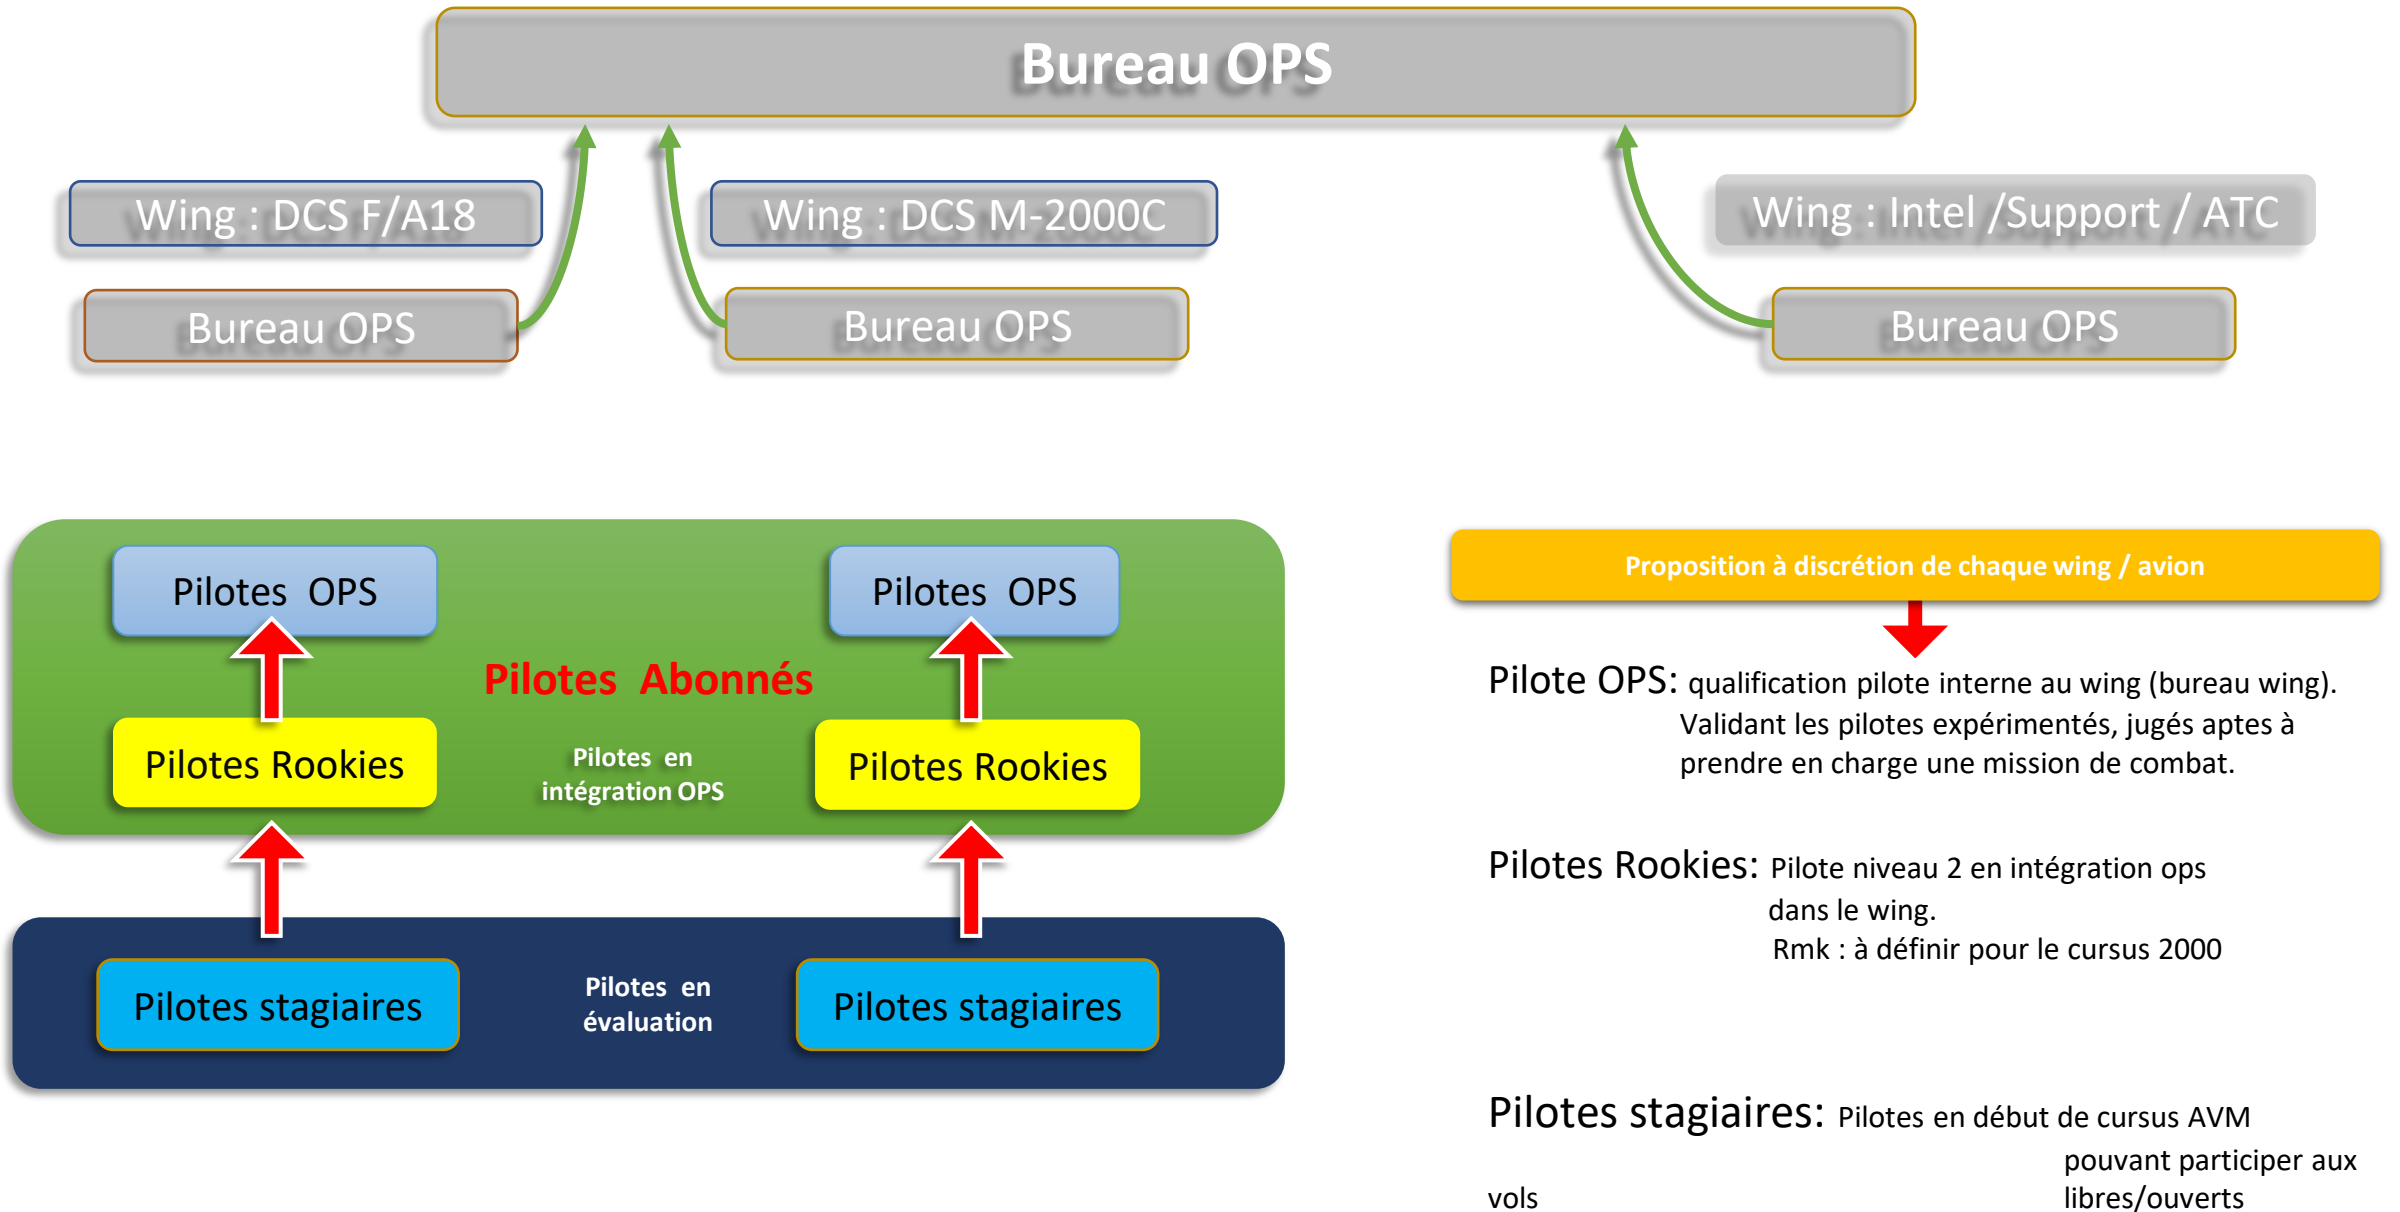 Bureau OPS
Wing : DCS F/A18
Wing : DCS M-2000C
Wing : Intel /Support / ATC
Bureau OPS
Bureau OPS
Bureau OPS
Pilotes OPS
Pilotes OPS
Pilotes Abonnés
Pilotes Rookies
Pilotes en
intégration OPS
Pilotes Rookies
Pilotes stagiaires
Pilotes en
évaluation
Pilotes stagiaires
Proposition à discrétion de chaque wing / avion
Pilote OPS: qualification pilote interne au wing (bureau wing).
Validant les pilotes expérimentés, jugés aptes à
prendre en charge une mission de combat.
Pilotes Rookies: Pilote niveau 2 en intégration ops
dans le wing.
Rmk : à définir pour le cursus 2000
Pilotes stagiaires: Pilotes en début de cursus AVM
pouvant participer aux
vols libres/ouverts